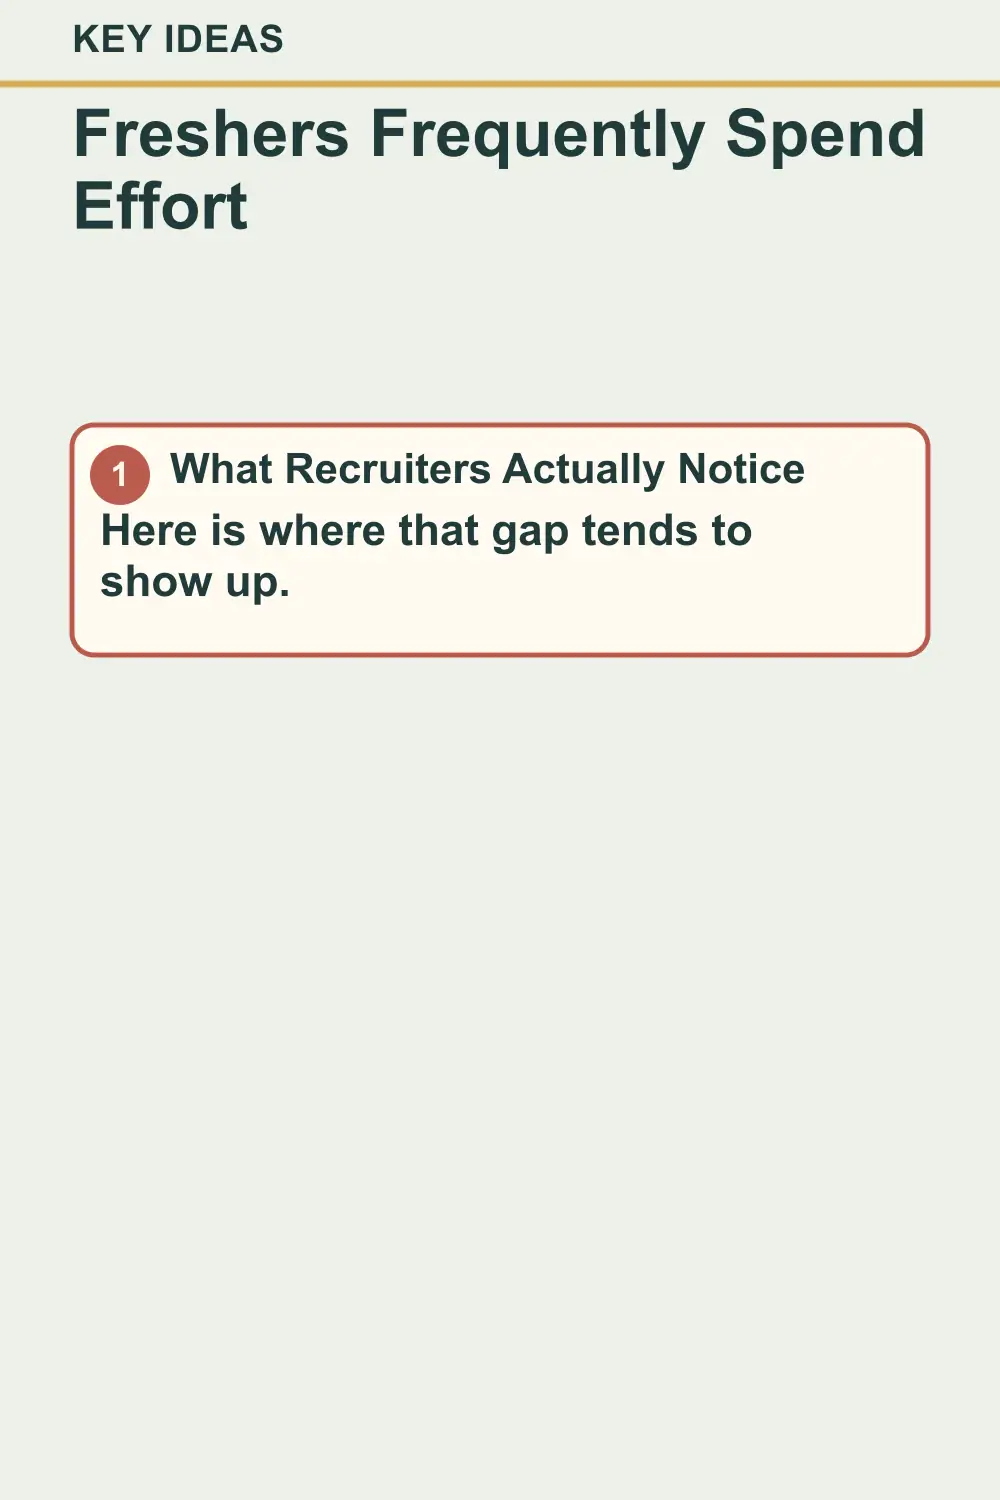 KEY IDEAS
Freshers Frequently Spend
Effort
1 What Recruiters Actually Notice
Here is where that gap tends to
show up.